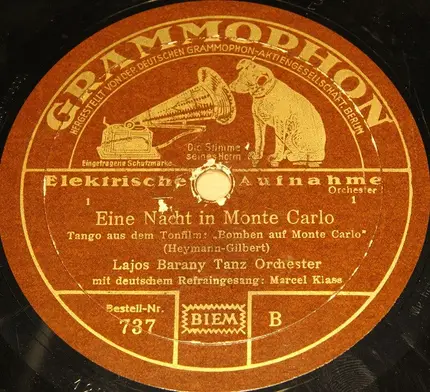 GRAMMOPHON
HERGESTELLT VON DER DEUTSCHEN GRAMMOPHON-AKTIENGESELLSCHAFT, BERLIN
Die Stimme
seines Herrn
Eingetragene Schutzmarke
Elektrische Aufnahme
Orchester
1 1
Eine Nacht in Monte Carlo
Tango aus dem Tonfilm: „Bomben auf Monte Carlo"
(Heymann-Gilbert)
Lajos Barany Tanz Orchester
mit deutschem Refraingesang: Marcel Klass
Bestell-Nr.
737 BIEM B